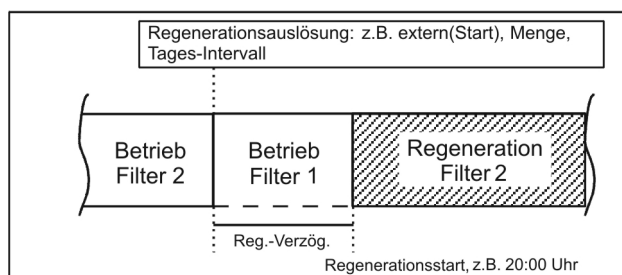 Regenerationsauslösung: z.B. extern(Start), Menge,
Tages-Intervall
Betrieb
Filter 2
Betrieb
Filter 1
Regeneration
Filter 2
Reg.-Verzög.
Regenerationsstart, z.B. 20:00 Uhr